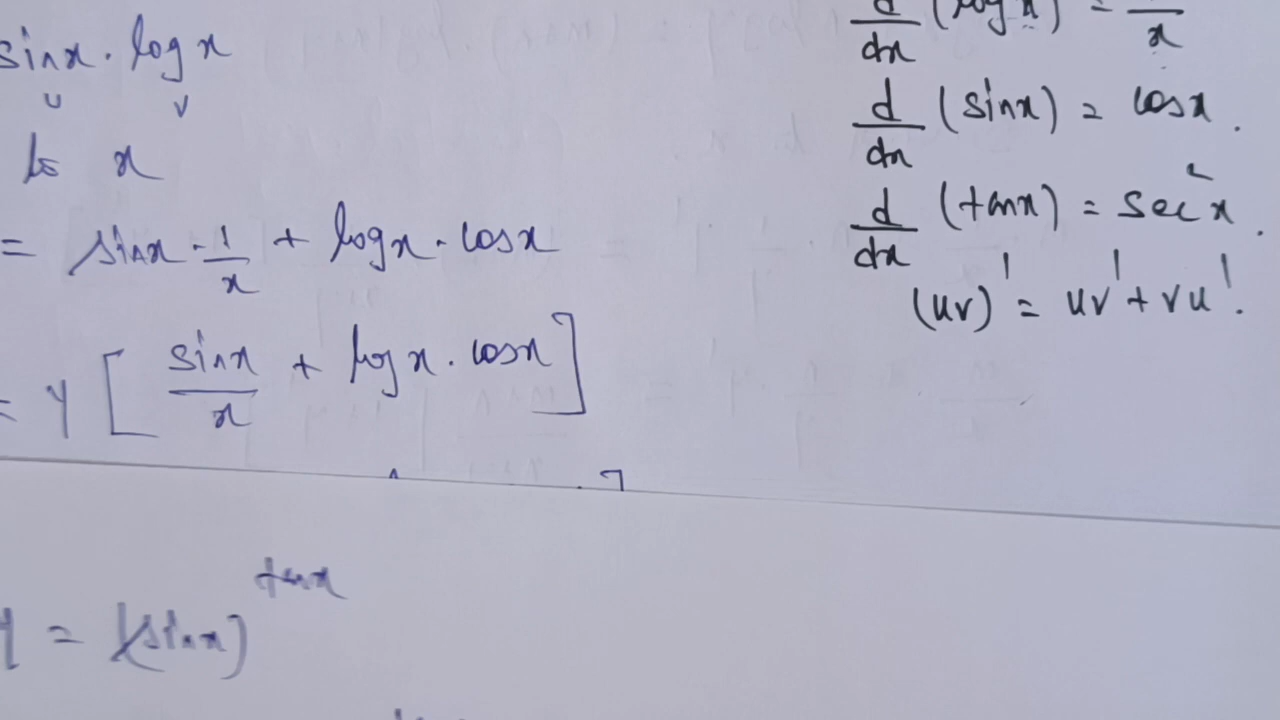 sinx · logx
u v
to x
= sinx · 1/x + logx · cosx
= y [ sinx/x + logx · cosx ]
y = (sinx)^tanx
d/dx (logx) = 1/x
d/dx (sinx) = cosx.
d/dx (tanx) = sec²x.
(uv)' = uv' + vu'.